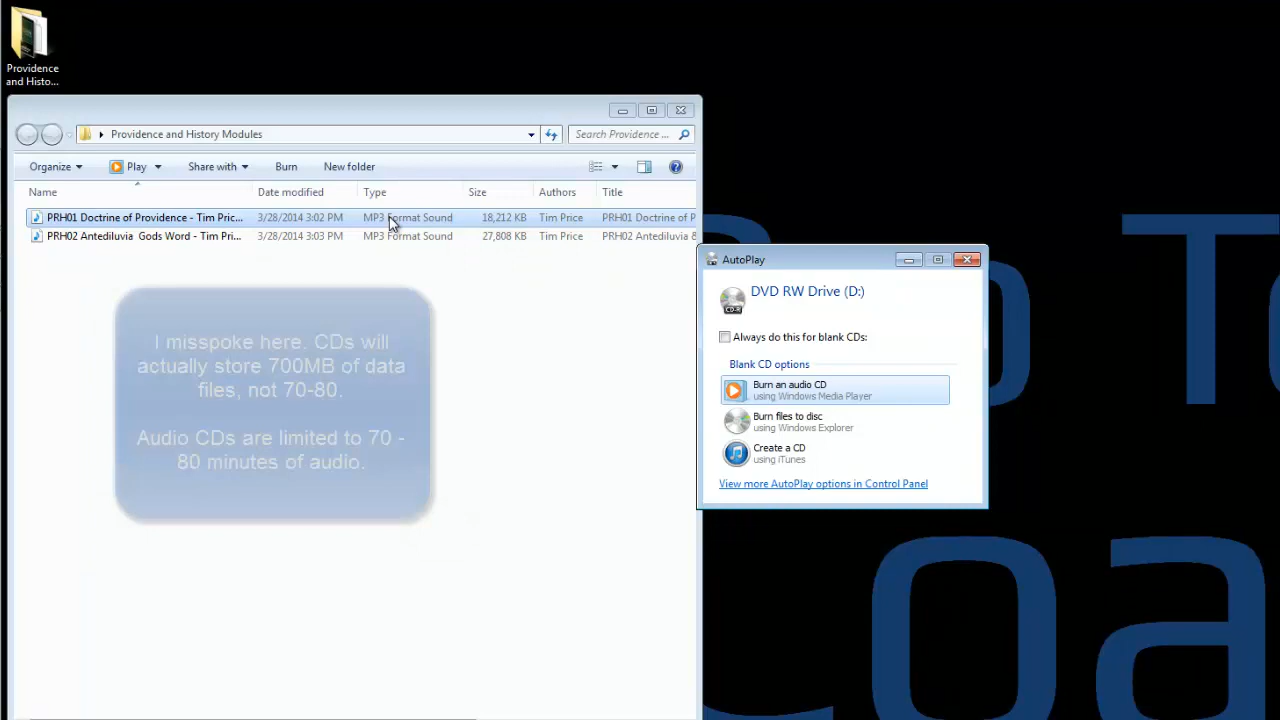 Providence
and Histo...
Providence and History Modules
Search Providence ...
Organize
Play
Share with
Burn
New folder
Name
Date modified
Type
Size
Authors
Title
PRH01 Doctrine of Providence - Tim Pric...
3/28/2014 3:02 PM
MP3 Format Sound
18,212 KB
Tim Price
PRH01 Doctrine of P
PRH02 Antediluvia  Gods Word - Tim Pri...
3/28/2014 3:03 PM
MP3 Format Sound
27,808 KB
Tim Price
PRH02 Antediluvia &
I misspoke here. CDs will
actually store 700MB of data
files, not 70-80.
Audio CDs are limited to 70 -
80 minutes of audio.
AutoPlay
DVD RW Drive (D:)
CD-R
Always do this for blank CDs:
Blank CD options
Burn an audio CD
using Windows Media Player
Burn files to disc
using Windows Explorer
Create a CD
using iTunes
View more AutoPlay options in Control Panel